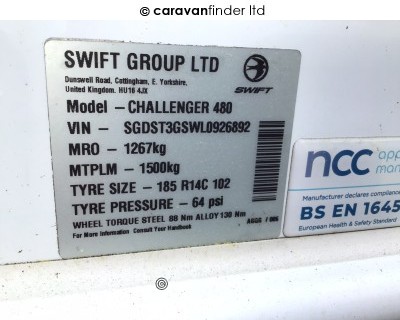 © caravanfinder ltd
SWIFT GROUP LTD
Dunswell Road, Cottingham, E. Yorkshire,
United Kingdom. HU16 4JX
SWIFT
Model - CHALLENGER 480
VIN - SGDST3GSWL0926892
MRO - 1267kg
MTPLM - 1500kg
TYRE SIZE - 185 R14C 102
TYRE PRESSURE - 64 psi
WHEEL TORQUE STEEL 88 Nm ALLOY 130 Nm
For More Information Consult Your Handbook
ncc
Manufacturer declares compliance
BS EN 1645
European Health & Safety Standard
©